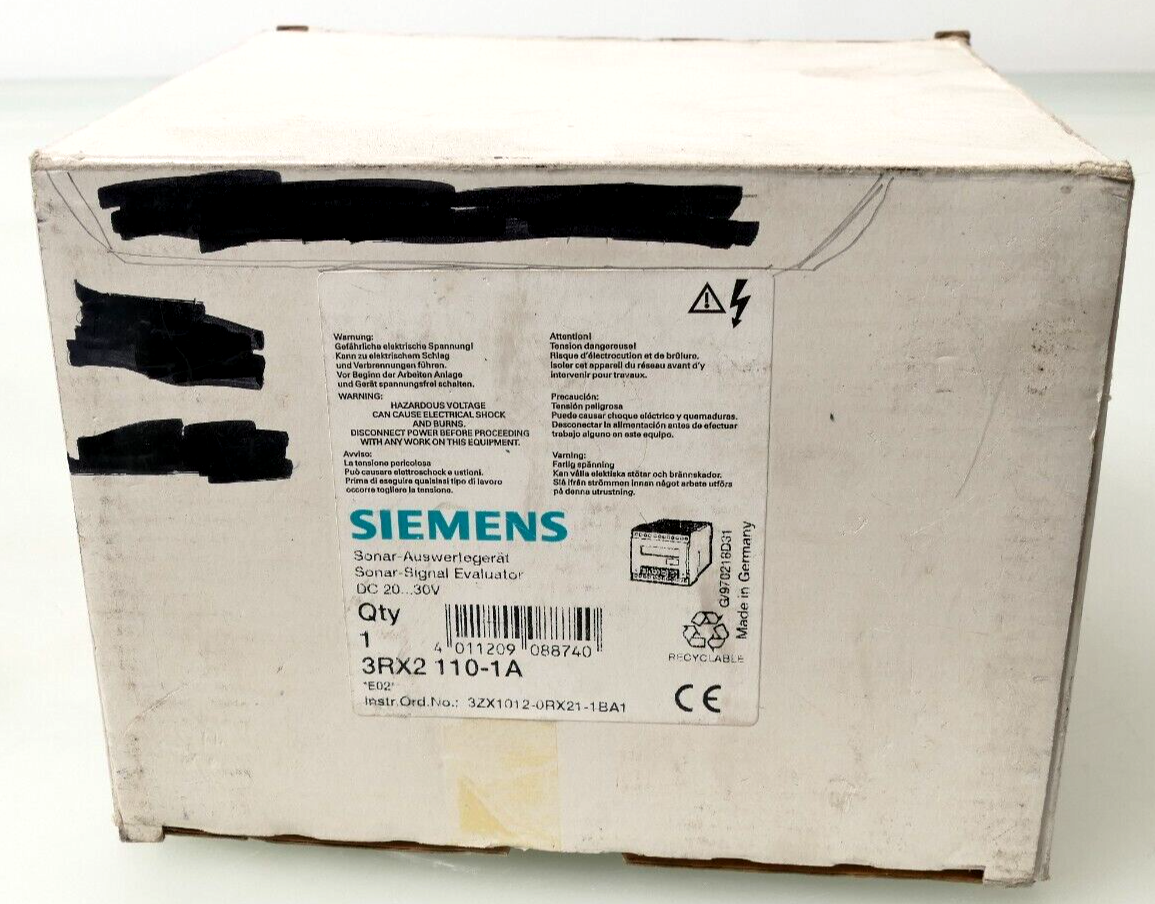 Warnung:
Gefährliche elektrische Spannung!
Kann zu elektrischem Schlag
und Verbrennungen führen.
Vor Beginn der Arbeiten Anlage
und Gerät spannungsfrei schalten.
WARNING:
HAZARDOUS VOLTAGE
CAN CAUSE ELECTRICAL SHOCK
AND BURNS.
DISCONNECT POWER BEFORE PROCEEDING
WITH ANY WORK ON THIS EQUIPMENT.
Avviso:
La tensione pericolosa
Può causare elettroschock e ustioni.
Prima di eseguire qualsiasi tipo di lavoro
occorre togliere la tensione.
Attention!
Tension dangereuse!
Risque d'électrocution et de brûlure.
Isoler cet appareil du réseau avant d'y
intervenir pour travaux.
Precaución:
Tensión peligrosa
Puede causar choque eléctrico y quemaduras.
Desconectar la alimentación antes de efectuar
trabajo alguno en este equipo.
Varning:
Farlig spänning
Kan vålla elektiska stötar och brännskador.
Slå ifrån strömmen innan något arbete utförs
på denna utrustning.
SIEMENS
Sonar-Auswertegerät
Sonar-Signal Evaluator
DC 20...30V
Qty
1
4 011209 088740
3RX2 110-1A
*E02*
Instr.Ord.No.: 3ZX1012-0RX21-1BA1
G/970218D31
Made in Germany
RECYCLABLE
CE